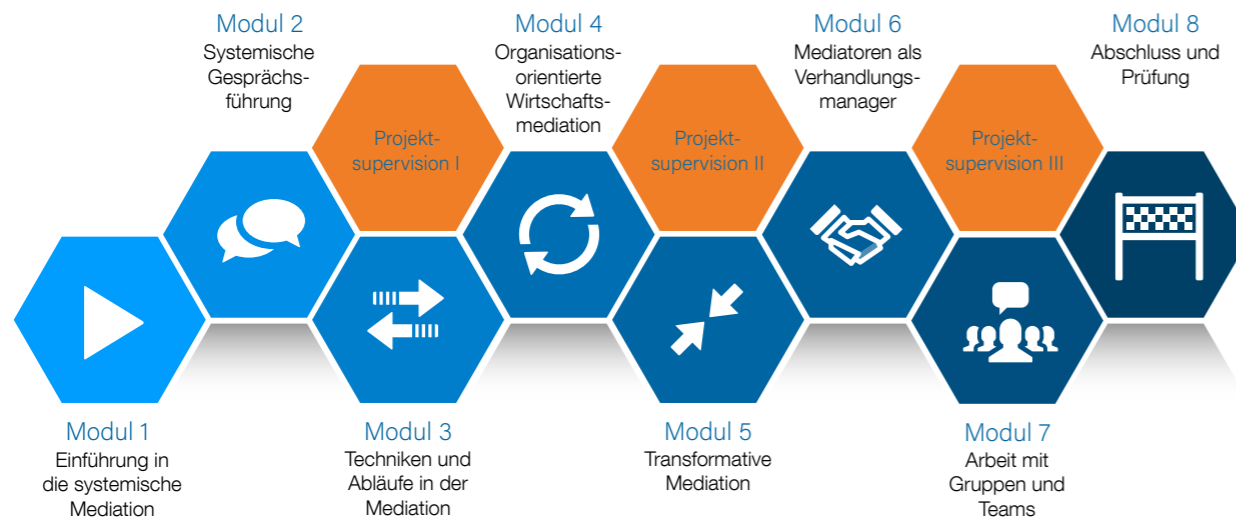 Modul 2
Systemische
Gesprächs-
führung
Modul 4
Organisations-
orientierte
Wirtschafts-
mediation
Modul 6
Mediatoren als
Verhandlungs-
manager
Modul 8
Abschluss und
Prüfung
Projekt-
supervision I
Projekt-
supervision II
Projekt-
supervision III
Modul 1
Einführung in
die systemische
Mediation
Modul 3
Techniken und
Abläufe in der
Mediation
Modul 5
Transformative
Mediation
Modul 7
Arbeit mit
Gruppen und
Teams